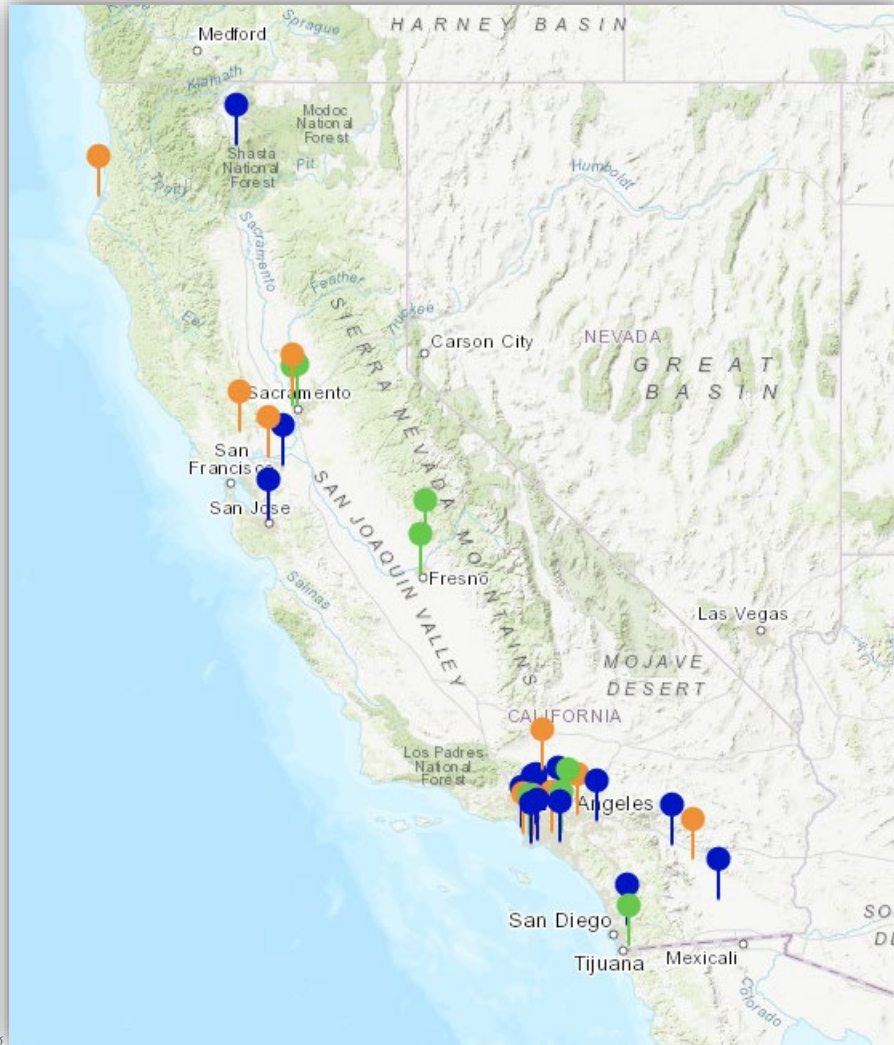 HARNEY BASIN
Sprague
Medford
Klamath
Modoc
National
Forest
Shasta
National
Forest
Pit
Trinity
Humboldt
Sacramento
Feather
Truckee
Eel
Carson City
NEVADA
GREAT
BASIN
SIERRA NEVADA MOUNTAINS
Sacramento
San
Francisco
San Jose
SAN JOAQUIN VALLEY
Salinas
Fresno
Las Vegas
MOJAVE
DESERT
CALIFORNIA
Los Padres
National
Forest
Angeles
San Diego
Tijuana
Mexicali
Colorado
SO
DE